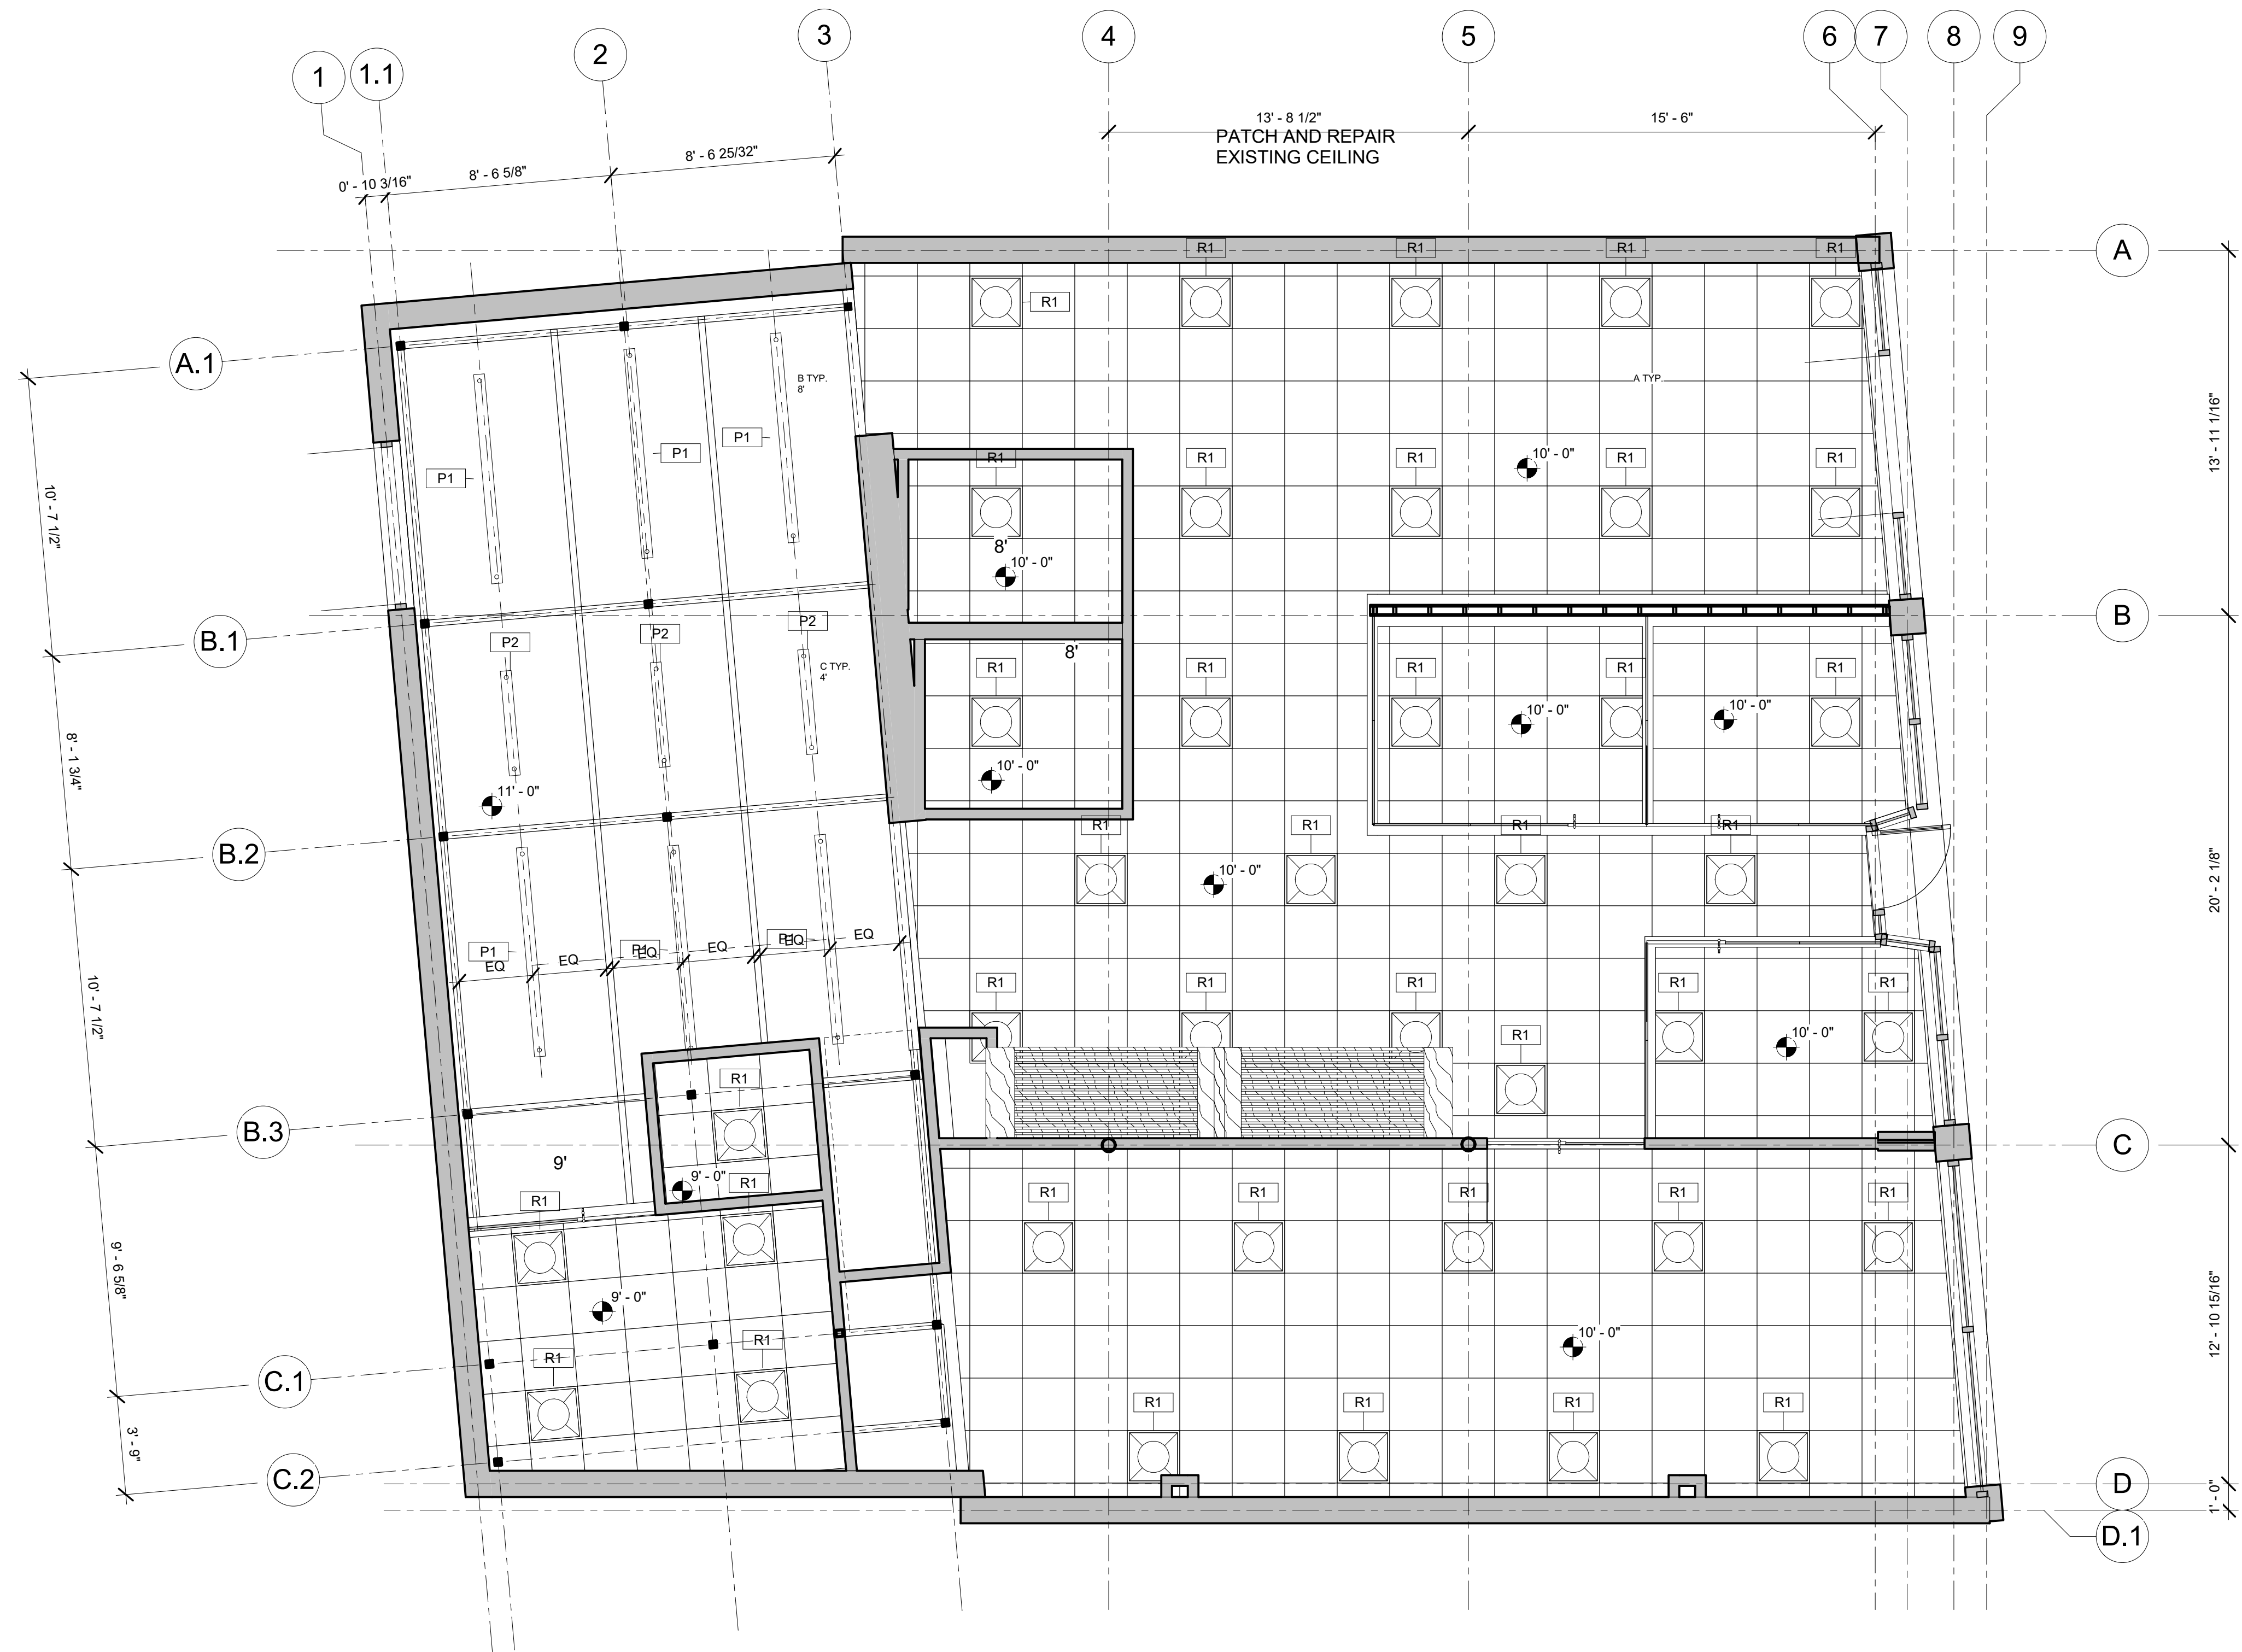 1
1.1
2
3
4
5
6
7
8
9
13' - 8 1/2"
15' - 6"
PATCH AND REPAIR
EXISTING CEILING
0' - 10 3/16"
8' - 6 5/8"
8' - 6 25/32"
A
R1
R1
R1
R1
R1
A.1
B TYP.
8'
A TYP.
13' - 11 11/16"
P1
P1
P1
R1
R1
R1
R1
R1
10' - 0"
10' - 7 1/2"
8'
10' - 0"
B
B.1
P2
P2
P2
8'
C TYP.
4'
R1
R1
R1
R1
R1
10' - 0"
10' - 0"
8' - 1 3/4"
11' - 0"
10' - 0"
R1
R1
R1
R1
B.2
10' - 0"
20' - 2 1/8"
P1
P1
P1
EQ
EQ
EQ
EQ
EQ
EQ
R1
R1
R1
R1
R1
10' - 7 1/2"
R1
10' - 0"
R1
B.3
C
9'
9' - 0"
R1
R1
R1
R1
R1
R1
R1
9' - 6 5/8"
9' - 0"
10' - 0"
12' - 10 15/16"
R1
R1
C.1
R1
R1
R1
R1
3' - 9"
C.2
D
1' - 0"
D.1